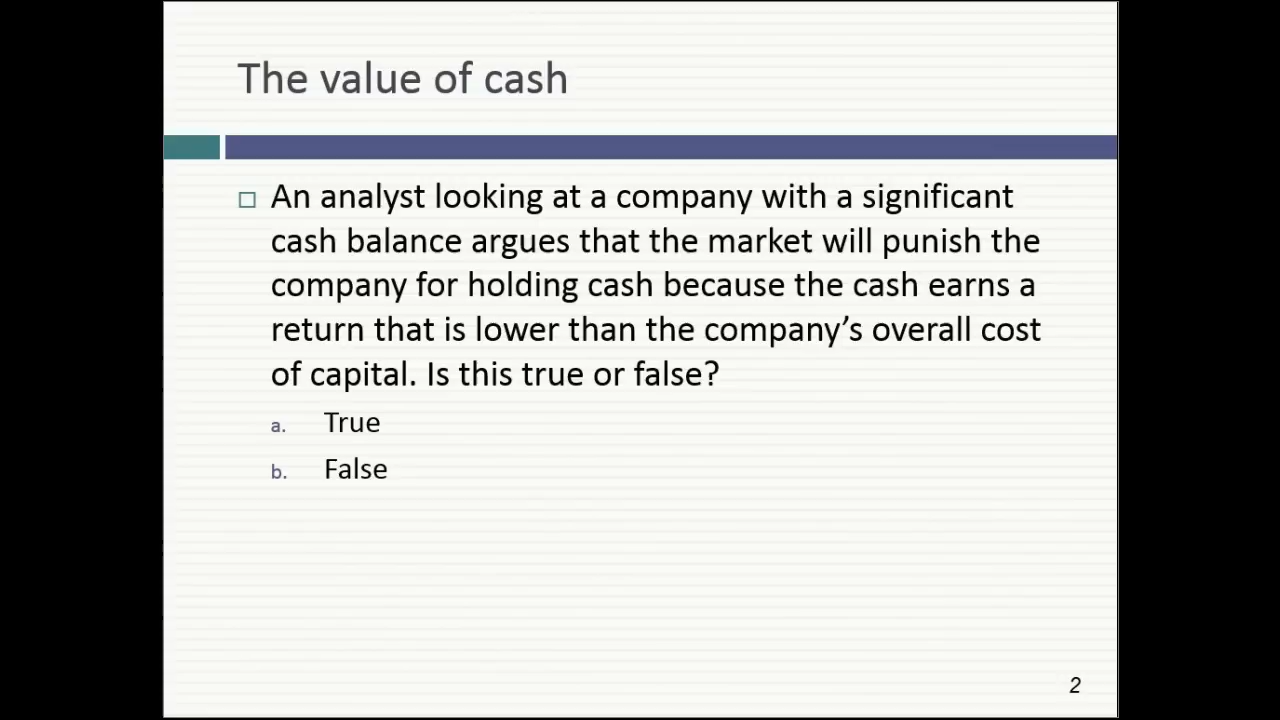 The value of cash
An analyst looking at a company with a significant
cash balance argues that the market will punish the
company for holding cash because the cash earns a
return that is lower than the company’s overall cost
of capital. Is this true or false?
a. True
b. False
2